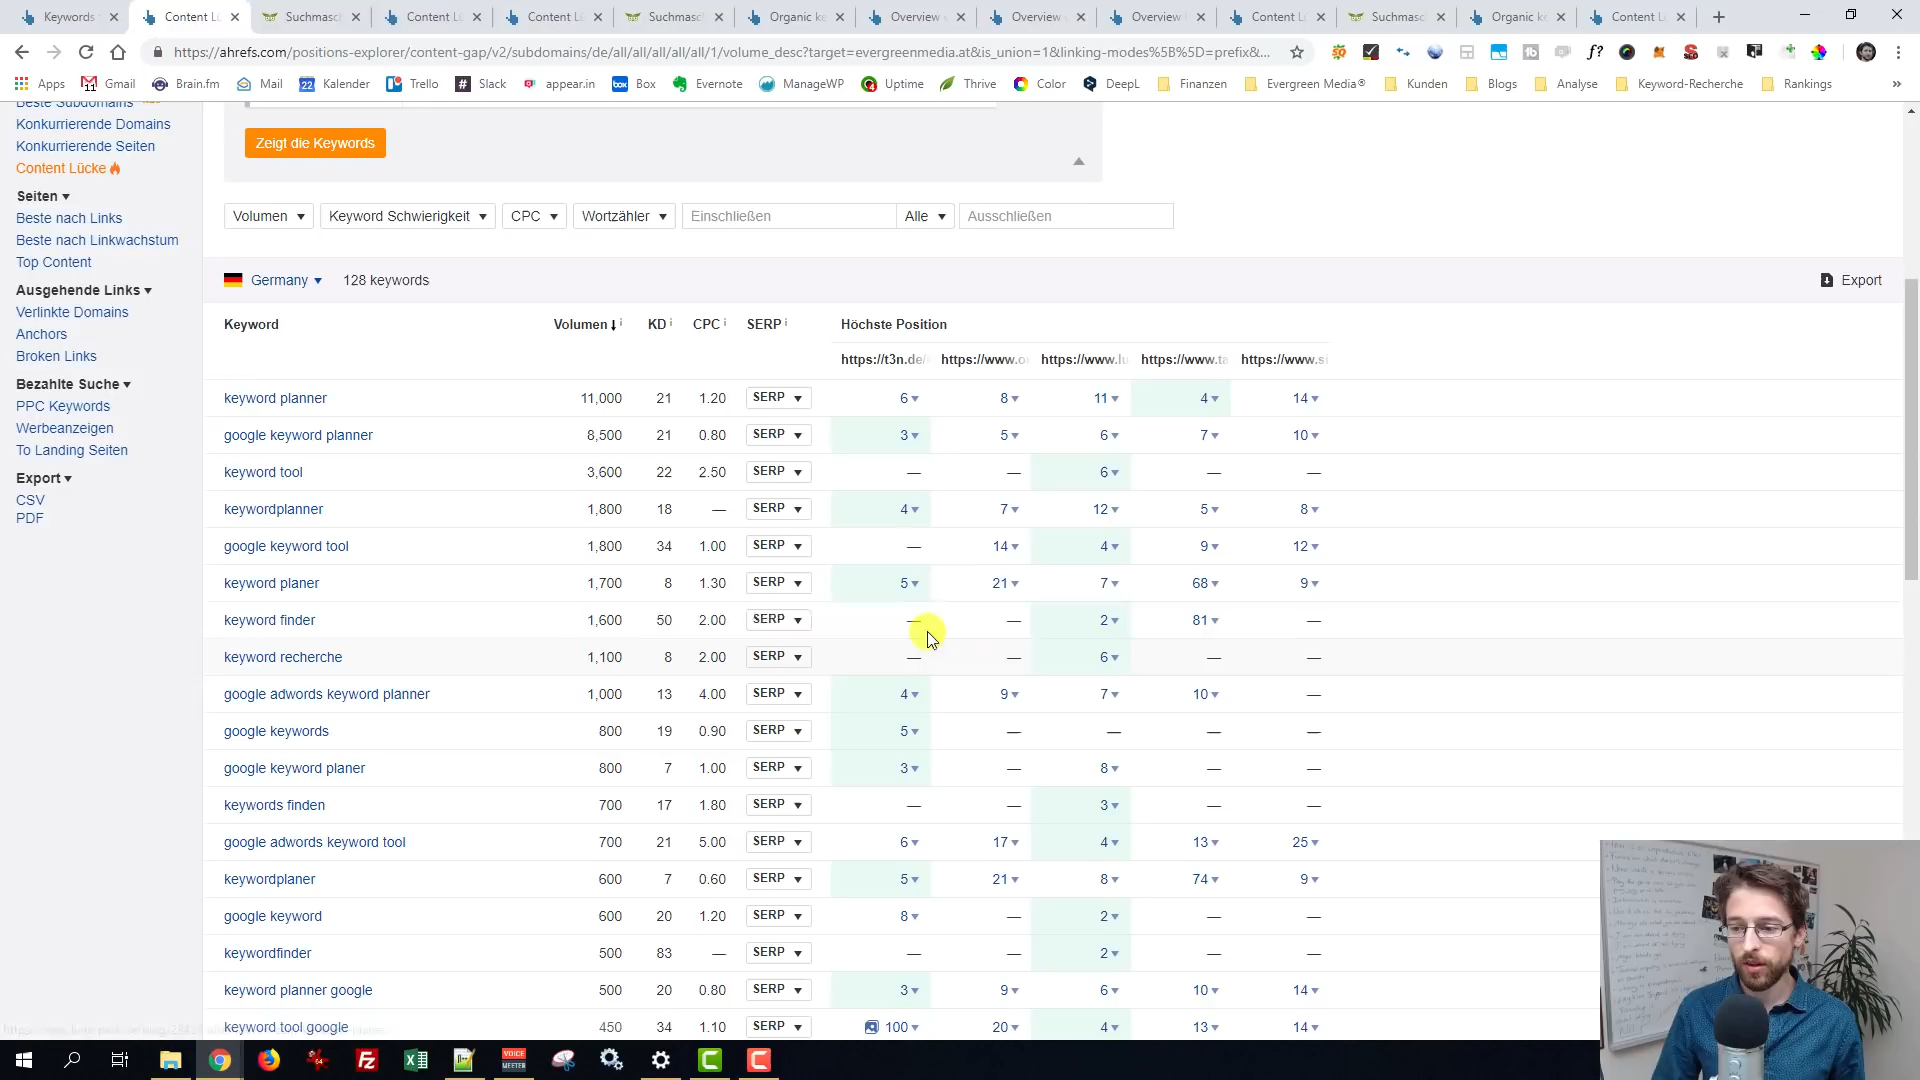 Keywords
Content L
Suchmasc
Content L
Content L
Suchmasc
Organic ke
Overview
Overview
Overview
Content L
Suchmasc
Organic ke
Content L
https://ahrefs.com/positions-explorer/content-gap/v2/subdomains/de/all/all/all/all/all/1/volume_desc?target=evergreenmedia.at&is_union=1&linking-modes%5B%5D=prefix&...
Apps Gmail Brain.fm Mail Kalender Trello Slack appear.in Box Evernote ManageWP Uptime Thrive Color DeepL Finanzen Evergreen Media® Kunden Blogs Analyse Keyword-Recherche Rankings »
Beste Subdomains
Konkurrierende Domains
Konkurrierende Seiten
Content Lücke
Seiten
Beste nach Links
Beste nach Linkwachstum
Top Content
Ausgehende Links
Verlinkte Domains
Anchors
Broken Links
Bezahlte Suche
PPC Keywords
Werbeanzeigen
To Landing Seiten
Export
CSV
PDF
Zeigt die Keywords
Volumen Keyword Schwierigkeit CPC Wortzähler Einschließen Alle Ausschließen
Germany 128 keywords Export
Keyword Volumen KD CPC SERP Höchste Position
https://t3n.de/ https://www.o https://www.lu https://www.ta https://www.s
keyword planner 11,000 21 1.20 SERP 6 8 11 4 14
google keyword planner 8,500 21 0.80 SERP 3 5 6 7 10
keyword tool 3,600 22 2.50 SERP — — 6 — —
keywordplanner 1,800 18 — SERP 4 7 12 5 8
google keyword tool 1,800 34 1.00 SERP — 14 4 9 12
keyword planer 1,700 8 1.30 SERP 5 21 7 68 9
keyword finder 1,600 50 2.00 SERP — — 2 81 —
keyword recherche 1,100 8 2.00 SERP — — 6 — —
google adwords keyword planner 1,000 13 4.00 SERP 4 9 7 10 —
google keywords 800 19 0.90 SERP 5 — — — —
google keyword planer 800 7 1.00 SERP 3 — 8 — —
keywords finden 700 17 1.80 SERP — — 3 — —
google adwords keyword tool 700 21 5.00 SERP 6 17 4 13 25
keywordplaner 600 7 0.60 SERP 5 21 8 74 9
google keyword 600 20 1.20 SERP 8 — 2 — —
keywordfinder 500 83 — SERP — — 2 — —
keyword planner google 500 20 0.80 SERP 3 9 6 10 14
keyword tool google 450 34 1.10 SERP 100 20 4 13 14
VOICE
MEETER